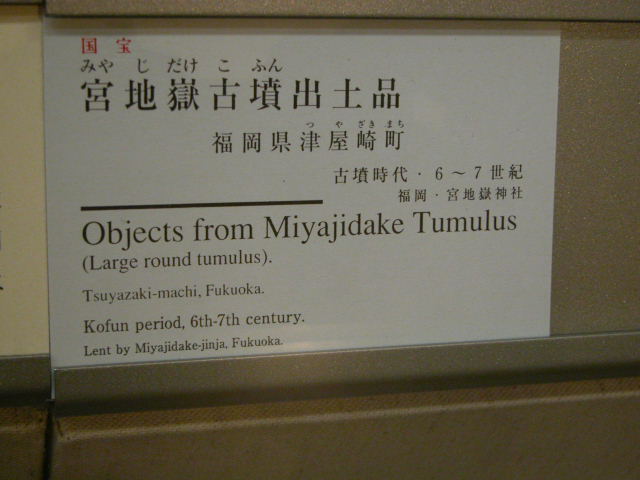 国宝
みやじだけこふん
宮地嶽古墳出土品
つやざきまち
福岡県津屋崎町
古墳時代・6～7世紀
福岡・宮地嶽神社
Objects from Miyajidake Tumulus
(Large round tumulus).
Tsuyazaki-machi, Fukuoka.
Kofun period, 6th-7th century.
Lent by Miyajidake-jinja, Fukuoka.